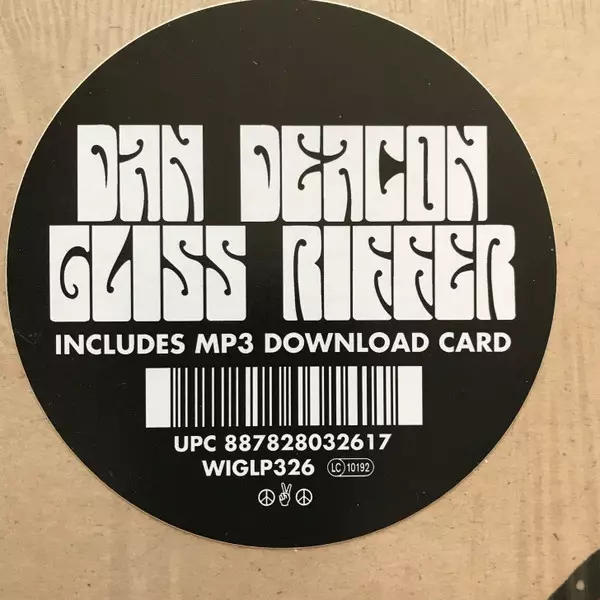 DAN DEACON
GLISS RIFFER
INCLUDES MP3 DOWNLOAD CARD
UPC 887828032617
WIGLP326 LC 10192